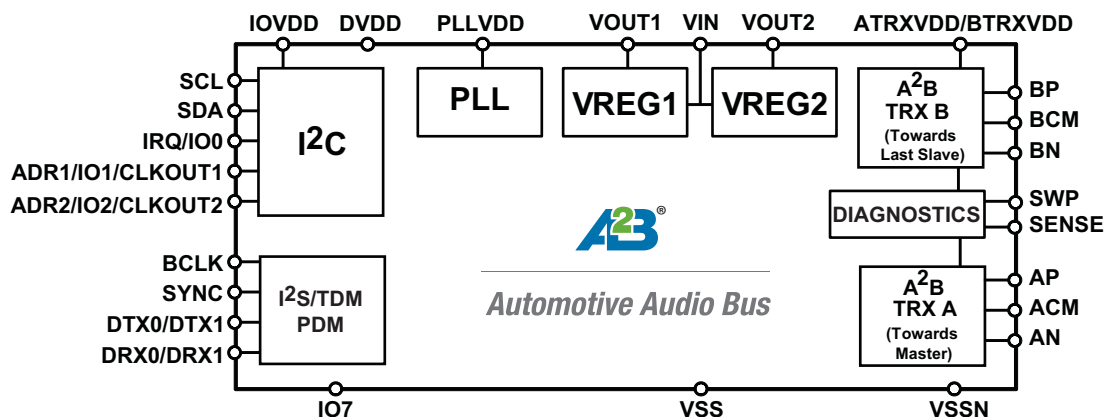 IOVDD DVDD PLLVDD VOUT1 VIN VOUT2 ATRXVDD/BTRXVDD
SCL
SDA
IRQ/IO0
ADR1/IO1/CLKOUT1
ADR2/IO2/CLKOUT2
I²C
PLL
VREG1
VREG2
A²B
TRX B
(Towards
Last Slave)
BP
BCM
BN
DIAGNOSTICS
SWP
SENSE
A2B®
Automotive Audio Bus
BCLK
SYNC
DTX0/DTX1
DRX0/DRX1
I²S/TDM
PDM
A²B
TRX A
(Towards
Master)
AP
ACM
AN
IO7 VSS VSSN